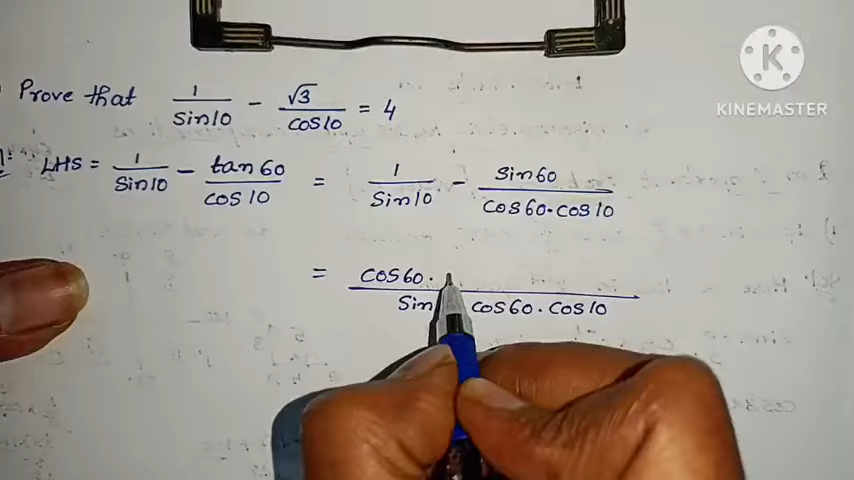 K
KINEMASTER
Prove that 1/sin10 - √3/cos10 = 4
LHS = 1/sin10 - tan60/cos10 = 1/sin10 - sin60/cos60·cos10
= cos60· / sin cos60·cos10